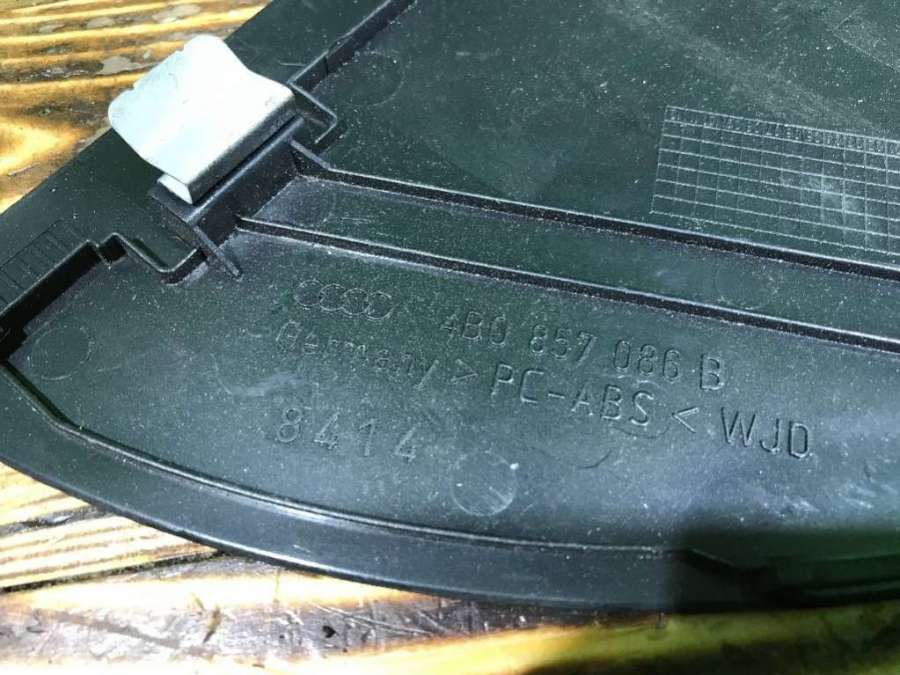 4B0 857 086 B
Germany > PC-ABS < WJD
8414